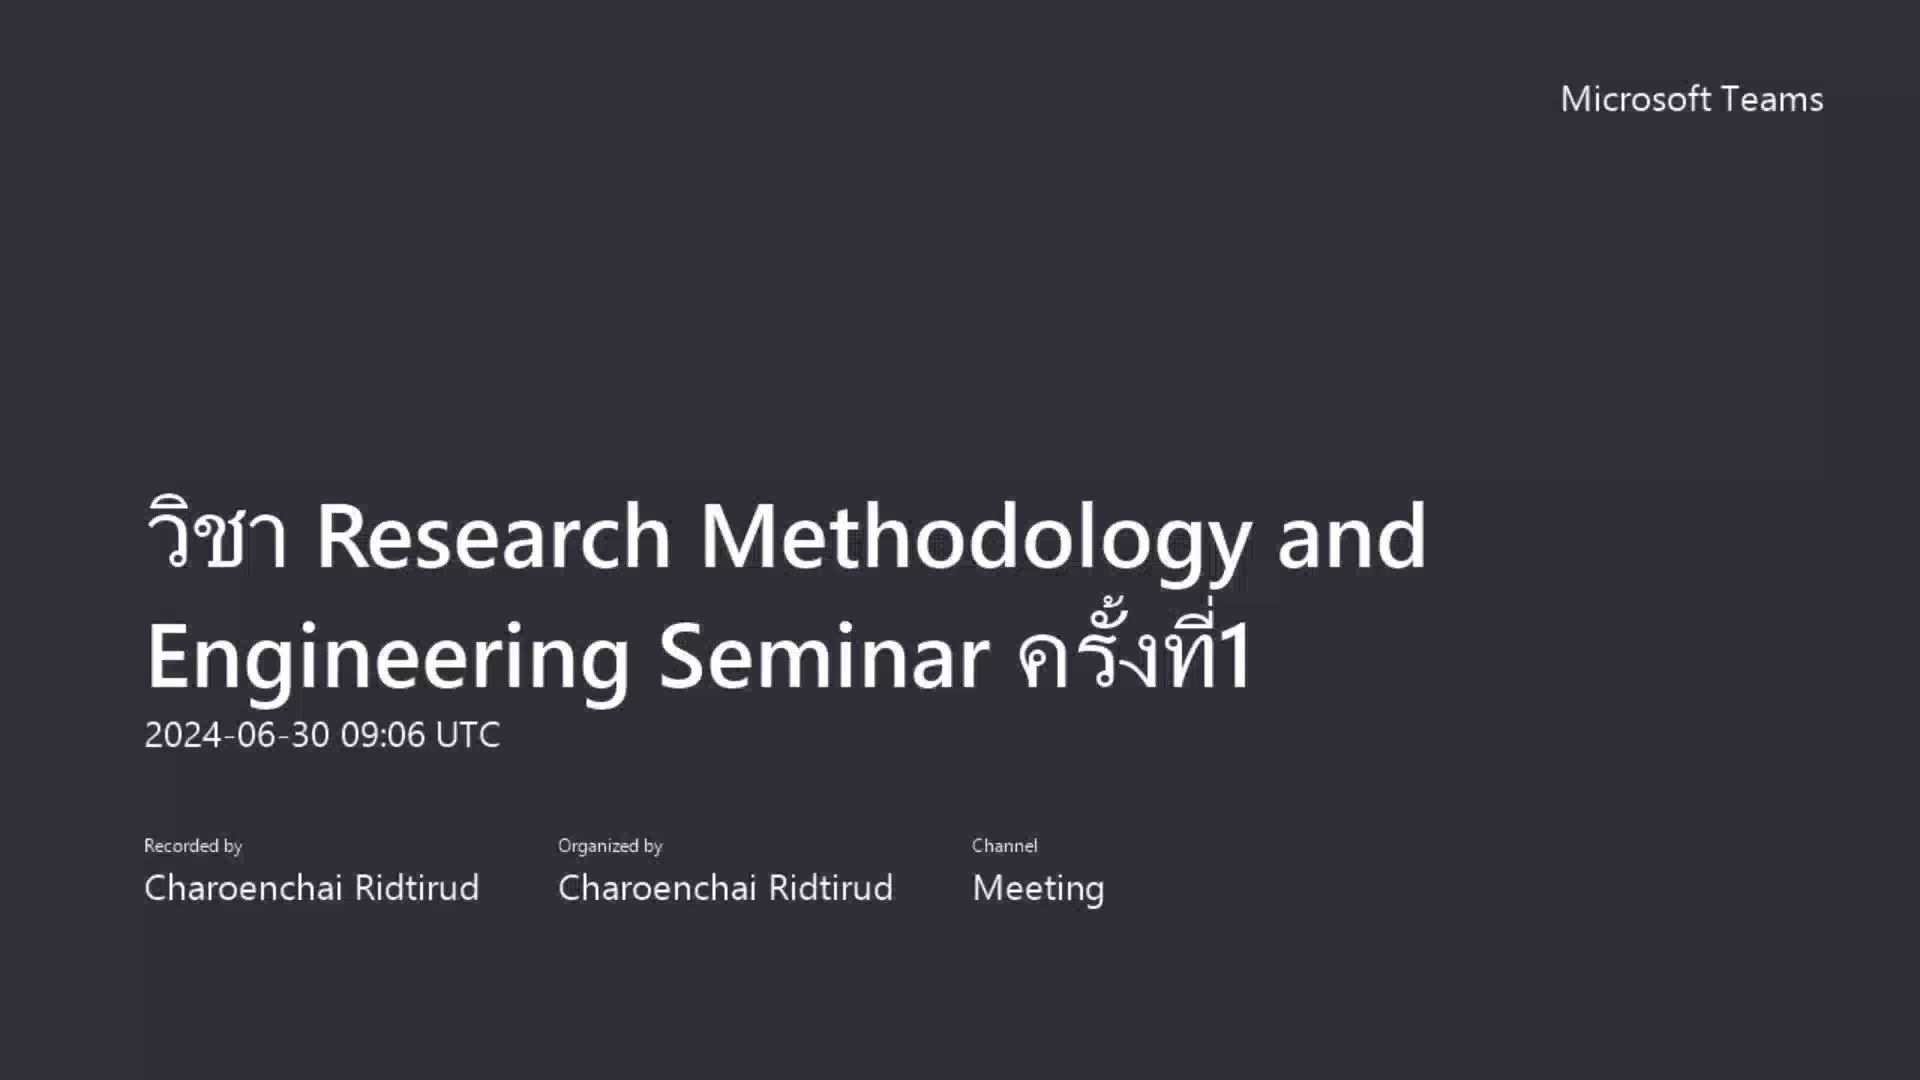 Microsoft Teams
วิชา Research Methodology and
Engineering Seminar ครั้งที่1
2024-06-30 09:06 UTC
Recorded by
Charoenchai Ridtirud
Organized by
Charoenchai Ridtirud
Channel
Meeting